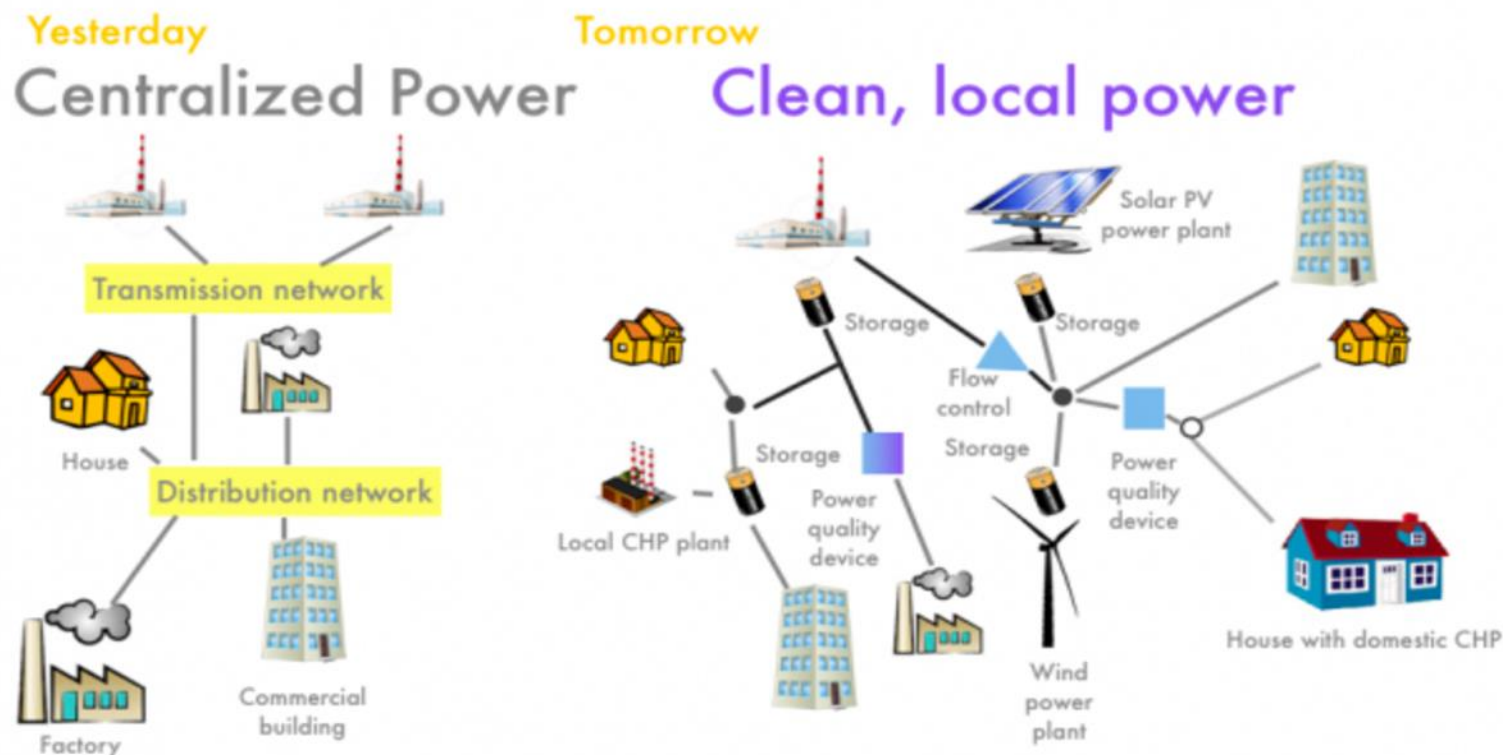 Yesterday
Centralized Power
Transmission network
House
Distribution network
Commercial
building
Factory
Tomorrow
Clean, local power
Solar PV
power plant
Storage
Storage
Flow
control
Storage
Storage
Local CHP plant
Power
quality
device
Power
quality
device
Wind
power
plant
House with domestic CHP